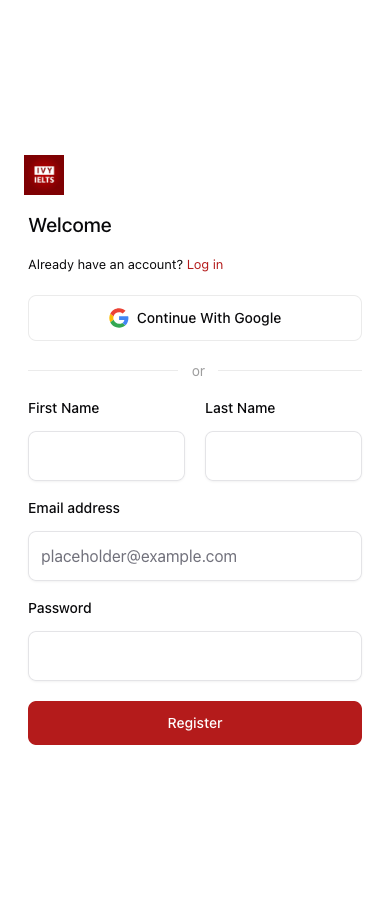 IVY
IELTS
Welcome
Already have an account? Log in
Continue With Google
or
First Name
Last Name
Email address
placeholder@example.com
Password
Register